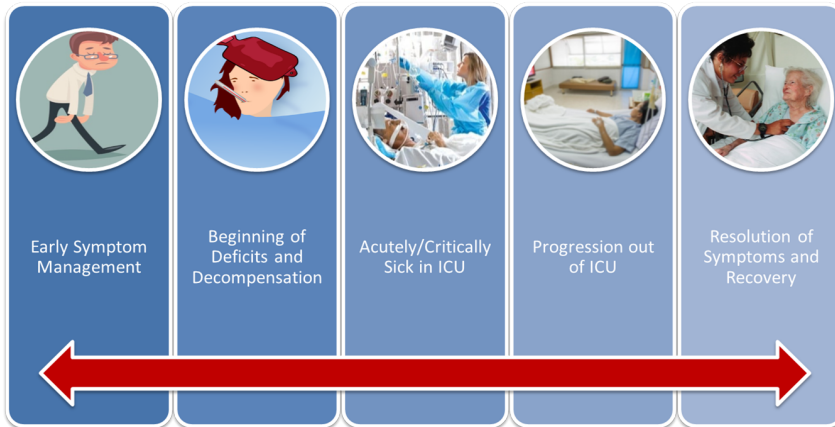 Early Symptom
Management
Beginning of
Deficits and
Decompensation
Acutely/Critically
Sick in ICU
Progression out
of ICU
Resolution of
Symptoms and
Recovery